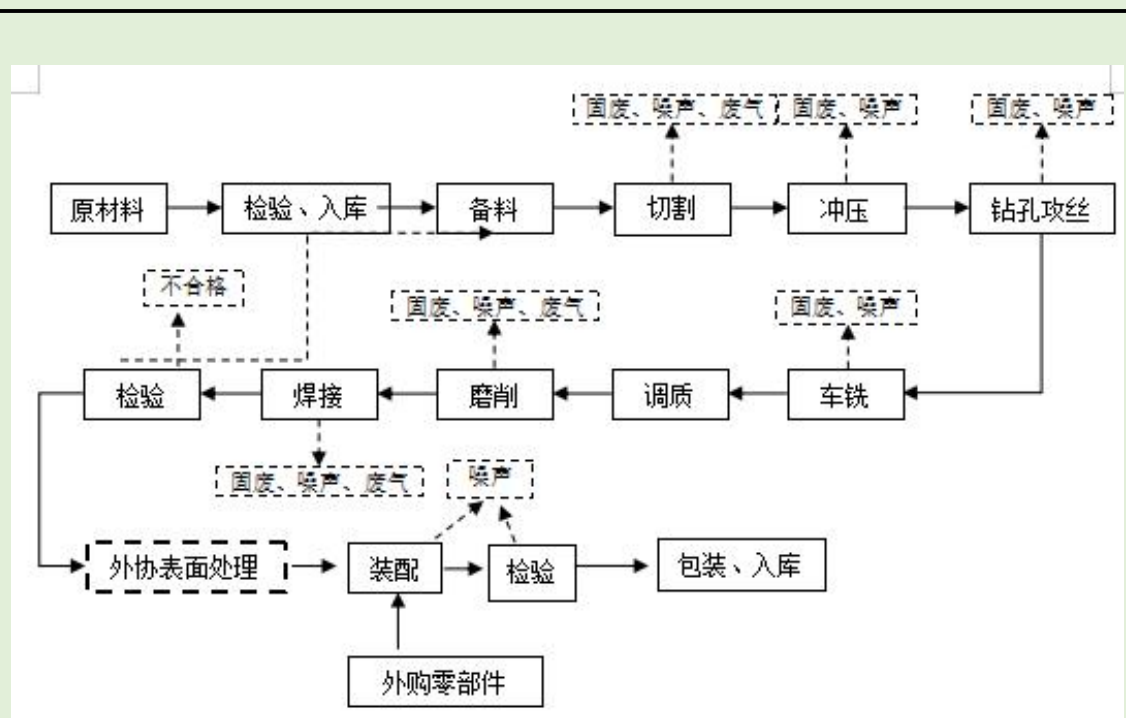 固废、噪声、废气
固废、噪声
固废、噪声
原材料
检验、入库
备料
切割
冲压
钻孔攻丝
不合格
固废、噪声、废气
固废、噪声
检验
焊接
磨削
调质
车铣
固废、噪声、废气
噪声
外协表面处理
装配
检验
包装、入库
外购零部件